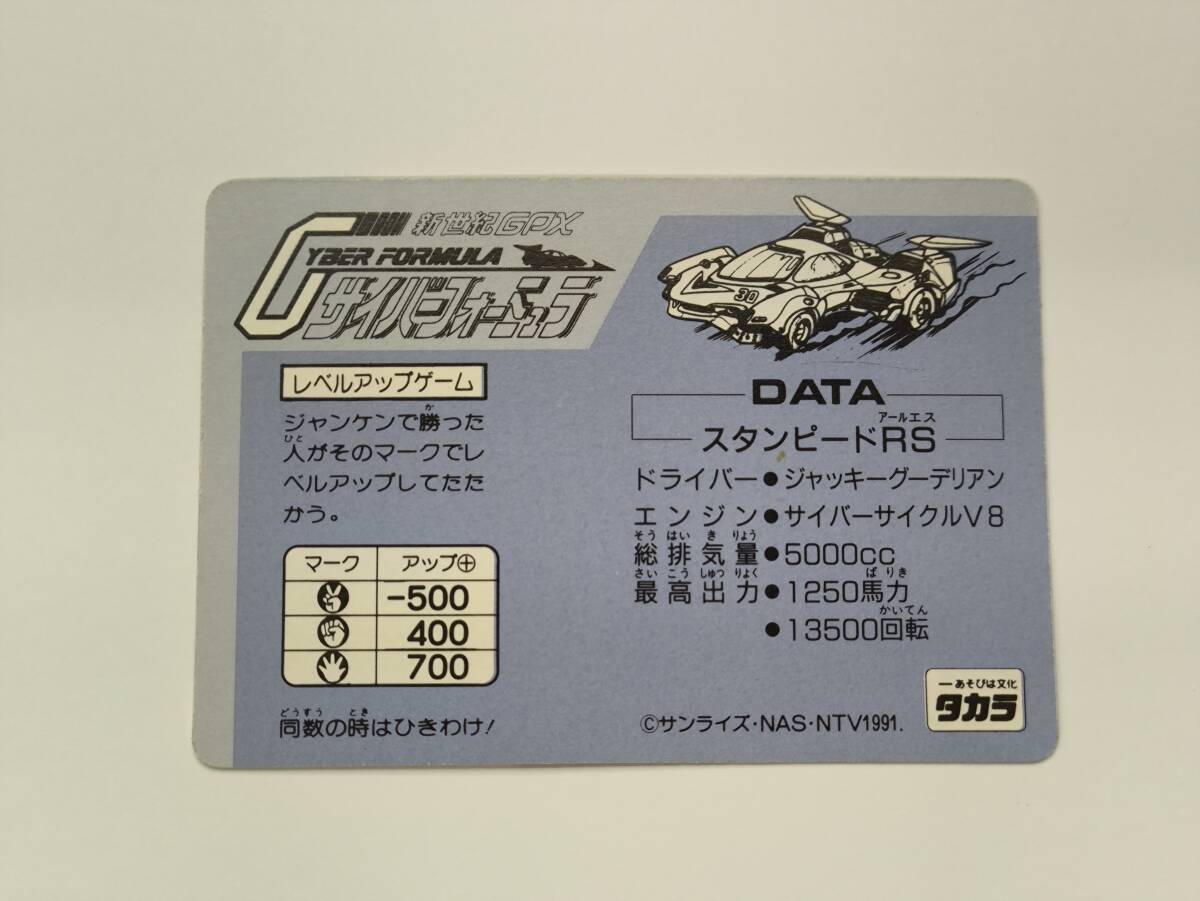 新世紀GPX
CYBER FORMULA
サイバーフォーミュラ
レベルアップゲーム
ジャンケンで勝った
人がそのマークでレ
ベルアップしてたた
かう。
マーク アップ⊕
-500
400
700
同数の時はひきわけ!
30
DATA
スタンピードRS
ドライバー●ジャッキーグーデリアン
エンジン●サイバーサイクルV8
総排気量●5000cc
最高出力●1250馬力
●13500回転
©サンライズ・NAS・NTV1991.
ーあそびは文化
タカラ